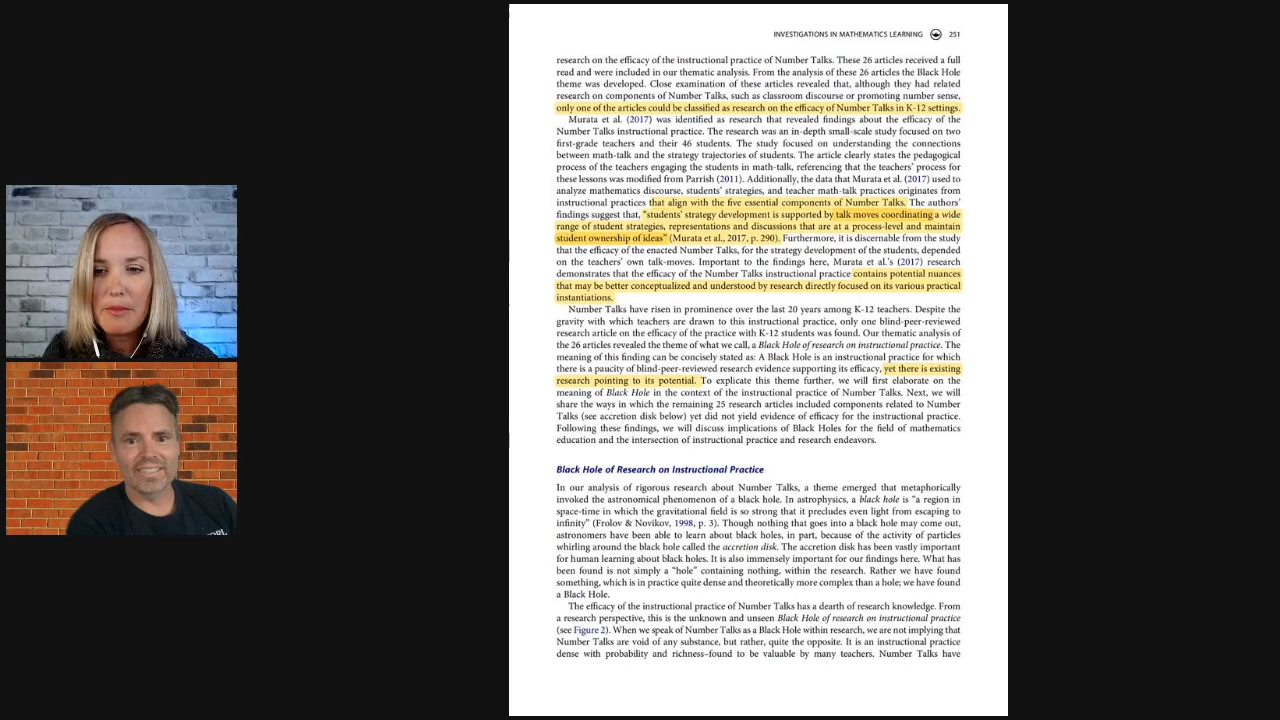 INVESTIGATIONS IN MATHEMATICS LEARNING 251
research on the efficacy of the instructional practice of Number Talks. These 26 articles received a full
read and were included in our thematic analysis. From the analysis of these 26 articles the Black Hole
theme was developed. Close examination of these articles revealed that, although they had related
research on components of Number Talks, such as classroom discourse or promoting number sense,
only one of the articles could be classified as research on the efficacy of Number Talks in K-12 settings.
Murata et al. (2017) was identified as research that revealed findings about the efficacy of the
Number Talks instructional practice. The research was an in-depth small-scale study focused on two
first-grade teachers and their 46 students. The study focused on understanding the connections
between math-talk and the strategy trajectories of students. The article clearly states the pedagogical
process of the teachers engaging the students in math-talk, referencing that the teachers' process for
these lessons was modified from Parrish (2011). Additionally, the data that Murata et al. (2017) used to
analyze mathematics discourse, students' strategies, and teacher math-talk practices originates from
instructional practices that align with the five essential components of Number Talks. The authors'
findings suggest that, "students' strategy development is supported by talk moves coordinating a wide
range of student strategies, representations and discussions that are at a process-level and maintain
student ownership of ideas" (Murata et al., 2017, p. 290). Furthermore, it is discernable from the study
that the efficacy of the enacted Number Talks, for the strategy development of the students, depended
on the teachers' own talk-moves. Important to the findings here, Murata et al.'s (2017) research
demonstrates that the efficacy of the Number Talks instructional practice contains potential nuances
that may be better conceptualized and understood by research directly focused on its various practical
instantiations.
Number Talks have risen in prominence over the last 20 years among K-12 teachers. Despite the
gravity with which teachers are drawn to this instructional practice, only one blind-peer-reviewed
research article on the efficacy of the practice with K-12 students was found. Our thematic analysis of
the 26 articles revealed the theme of what we call, a Black Hole of research on instructional practice. The
meaning of this finding can be concisely stated as: A Black Hole is an instructional practice for which
there is a paucity of blind-peer-reviewed research evidence supporting its efficacy, yet there is existing
research pointing to its potential. To explicate this theme further, we will first elaborate on the
meaning of Black Hole in the context of the instructional practice of Number Talks. Next, we will
share the ways in which the remaining 25 research articles included components related to Number
Talks (see accretion disk below) yet did not yield evidence of efficacy for the instructional practice.
Following these findings, we will discuss implications of Black Holes for the field of mathematics
education and the intersection of instructional practice and research endeavors.
Black Hole of Research on Instructional Practice
In our analysis of rigorous research about Number Talks, a theme emerged that metaphorically
invoked the astronomical phenomenon of a black hole. In astrophysics, a black hole is "a region in
space-time in which the gravitational field is so strong that it precludes even light from escaping to
infinity" (Frolov & Novikov, 1998, p. 3). Though nothing that goes into a black hole may come out,
astronomers have been able to learn about black holes, in part, because of the activity of particles
whirling around the black hole called the accretion disk. The accretion disk has been vastly important
for human learning about black holes. It is also immensely important for our findings here. What has
been found is not simply a "hole" containing nothing, within the research. Rather we have found
something, which is in practice quite dense and theoretically more complex than a hole; we have found
a Black Hole.
The efficacy of the instructional practice of Number Talks has a dearth of research knowledge. From
a research perspective, this is the unknown and unseen Black Hole of research on instructional practice
(see Figure 2). When we speak of Number Talks as a Black Hole within research, we are not implying that
Number Talks are void of any substance, but rather, quite the opposite. It is an instructional practice
dense with probability and richness–found to be valuable by many teachers. Number Talks have